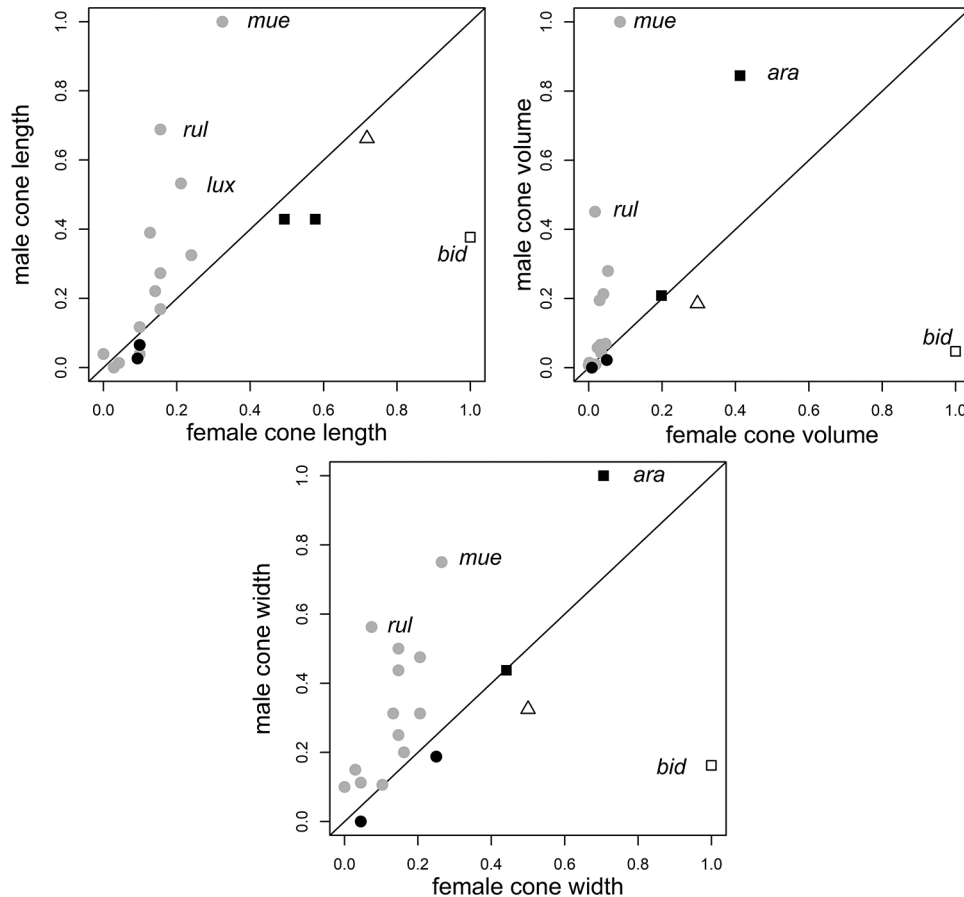 male cone length
1.0
0.8
0.6
0.4
0.2
0.0
mue
rul
lux
bid
0.0 0.2 0.4 0.6 0.8 1.0
female cone length
male cone volume
1.0
0.8
0.6
0.4
0.2
0.0
mue
ara
rul
bid
0.0 0.2 0.4 0.6 0.8 1.0
female cone volume
male cone width
1.0
0.8
0.6
0.4
0.2
0.0
ara
mue
rul
bid
0.0 0.2 0.4 0.6 0.8 1.0
female cone width